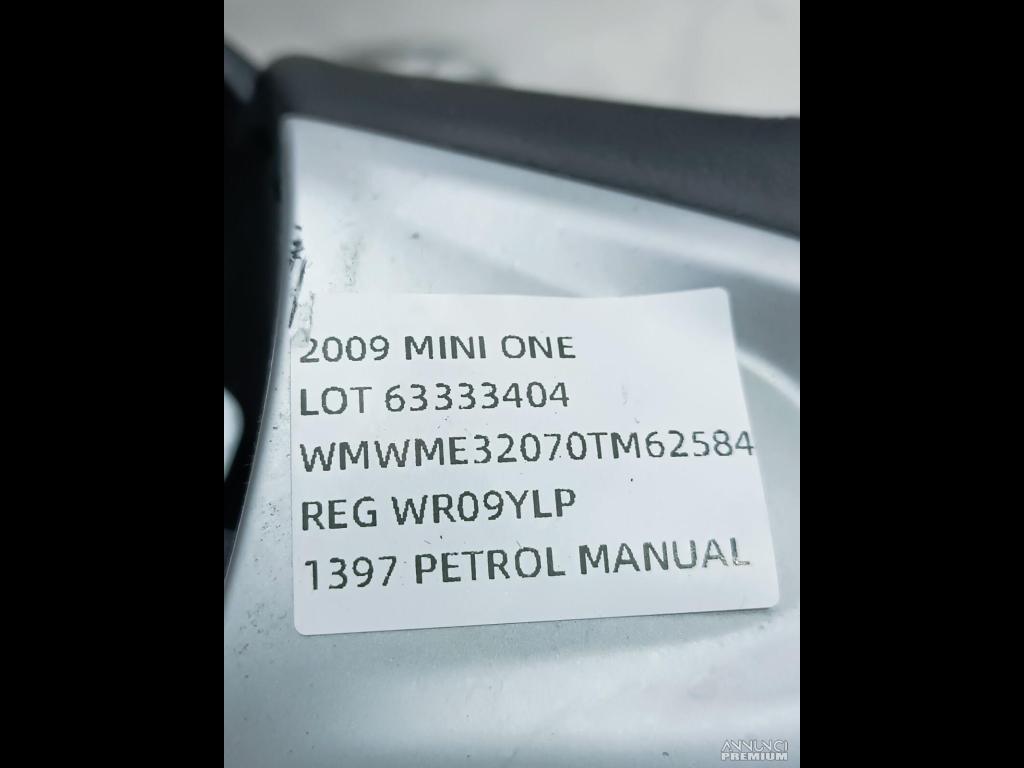 2009 MINI ONE
LOT 63333404
WMWME32070TM62584
REG WR09YLP
1397 PETROL MANUAL
ANNUNCI
PREMIUM